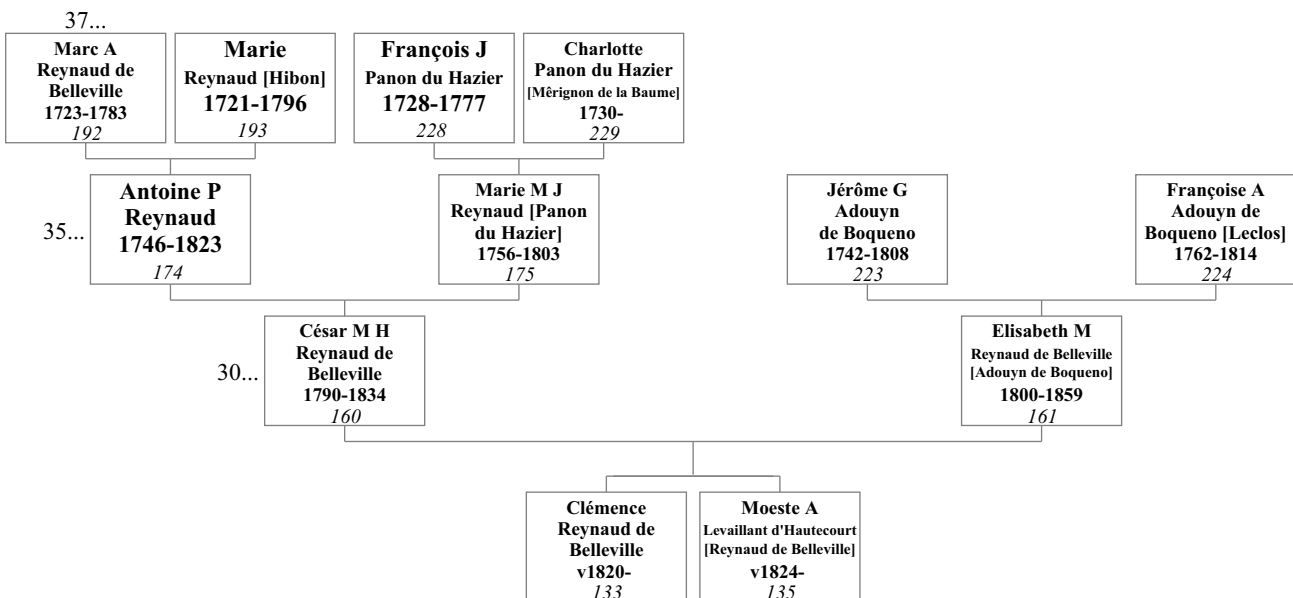 37...
Marc A
Reynaud de
Belleville
1723-1783
192
Marie
Reynaud [Hibon]
1721-1796
193
François J
Panon du Hazier
1728-1777
228
Charlotte
Panon du Hazier
[Mêrignon de la Baume]
1730-
229
35...
Antoine P
Reynaud
1746-1823
174
Marie M J
Reynaud [Panon
du Hazier]
1756-1803
175
Jérôme G
Adouyn
de Boqueno
1742-1808
223
Françoise A
Adouyn de
Boqueno [Leclos]
1762-1814
224
30...
César M H
Reynaud de
Belleville
1790-1834
160
Elisabeth M
Reynaud de Belleville
[Adouyn de Boqueno]
1800-1859
161
Clémence
Reynaud de
Belleville
v1820-
133
Moeste A
Levaillant d'Hautecourt
[Reynaud de Belleville]
v1824-
135